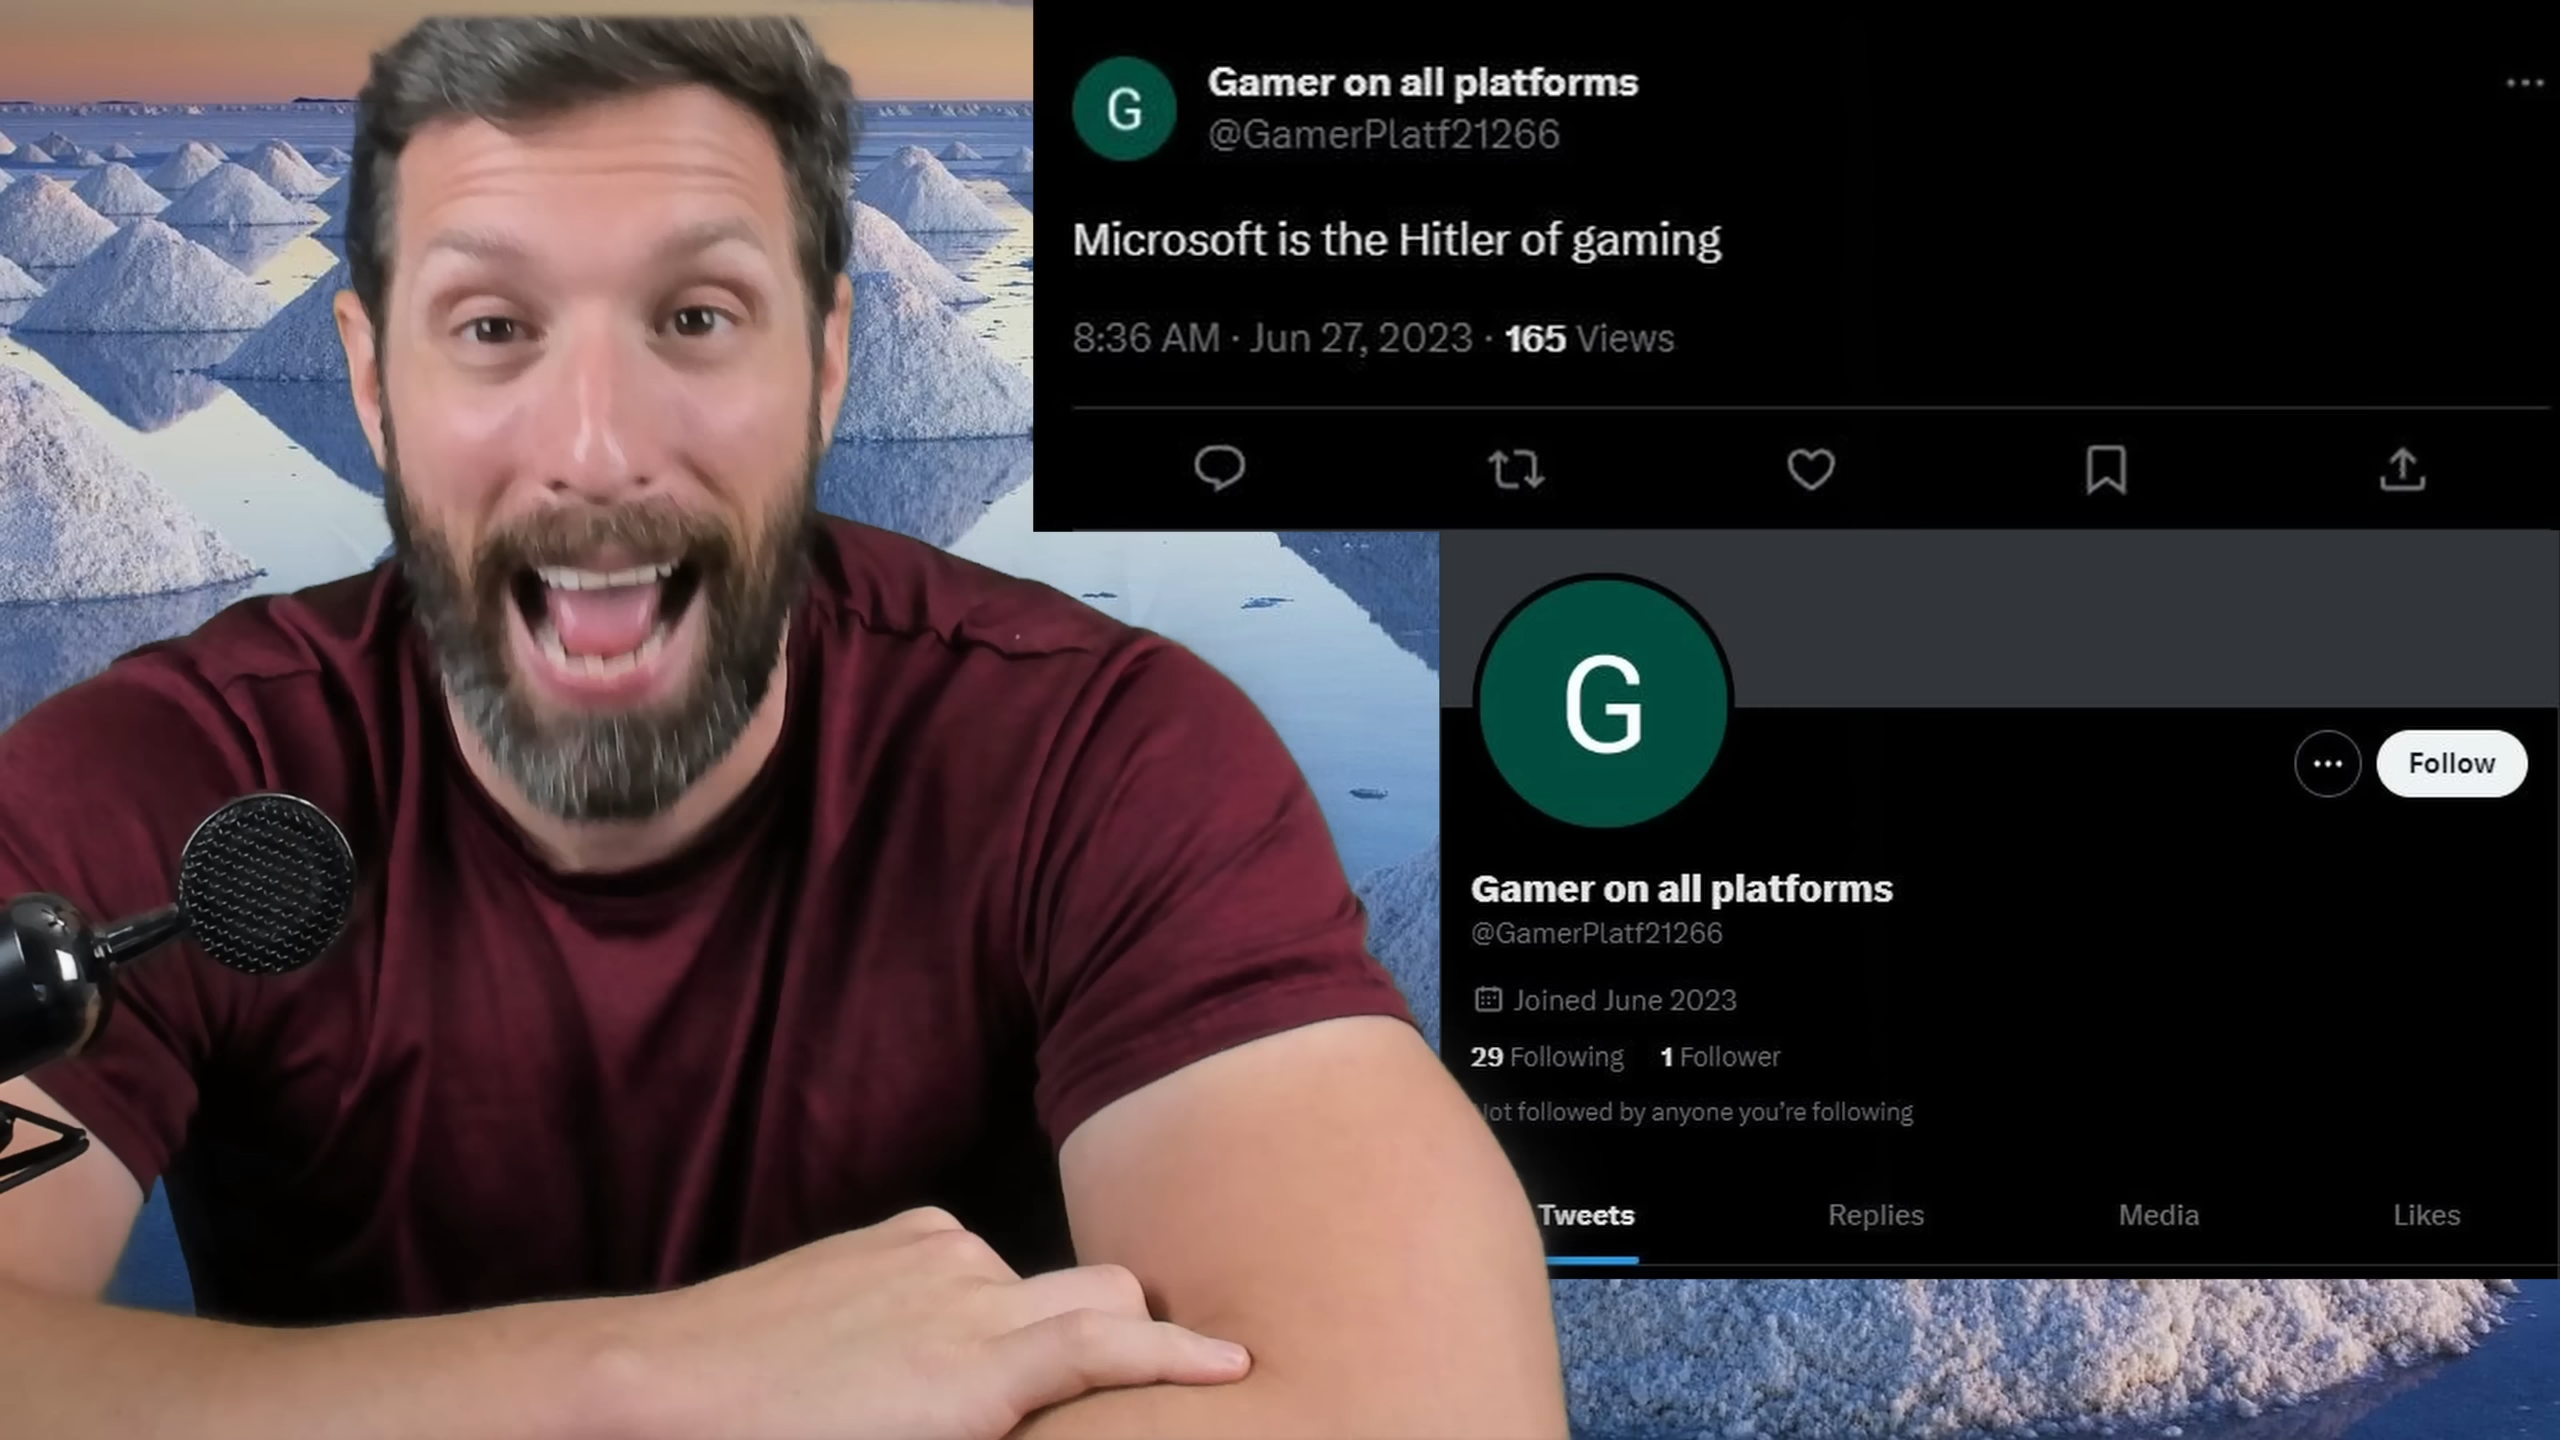 G
Gamer on all platforms
@GamerPlatf21266
Microsoft is the Hitler of gaming
8:36 AM · Jun 27, 2023 · 165 Views
G
Follow
Gamer on all platforms
@GamerPlatf21266
Joined June 2023
29 Following 1 Follower
Not followed by anyone you're following
Tweets Replies Media Likes